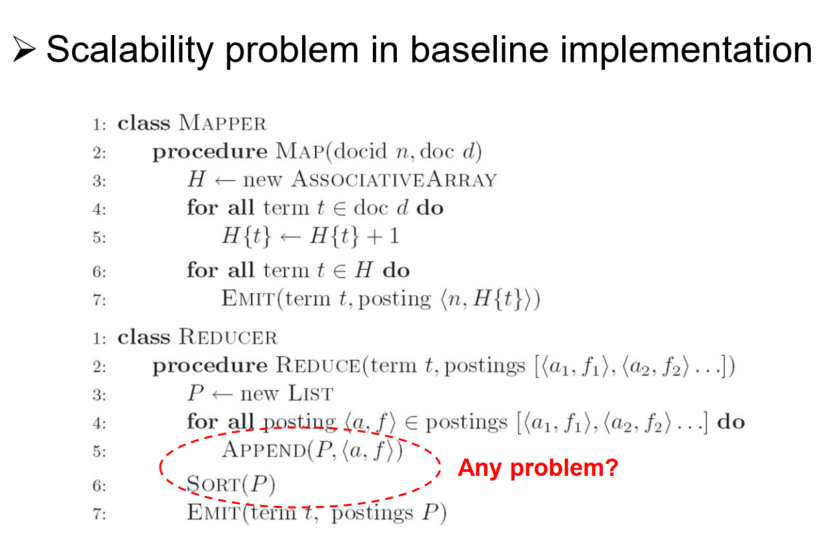 ➢ Scalability problem in baseline implementation
1: class MAPPER
2: procedure MAP(docid n, doc d)
3: H ← new ASSOCIATIVEARRAY
4: for all term t ∈ doc d do
5: H{t} ← H{t} + 1
6: for all term t ∈ H do
7: EMIT(term t, posting ⟨n, H{t}⟩)
1: class REDUCER
2: procedure REDUCE(term t, postings [⟨a₁, f₁⟩, ⟨a₂, f₂⟩ . . .])
3: P ← new LIST
4: for all posting ⟨a, f⟩ ∈ postings [⟨a₁, f₁⟩, ⟨a₂, f₂⟩ . . .] do
5: APPEND(P, ⟨a, f⟩)
Any problem?
6: SORT(P)
7: EMIT(term t, postings P)